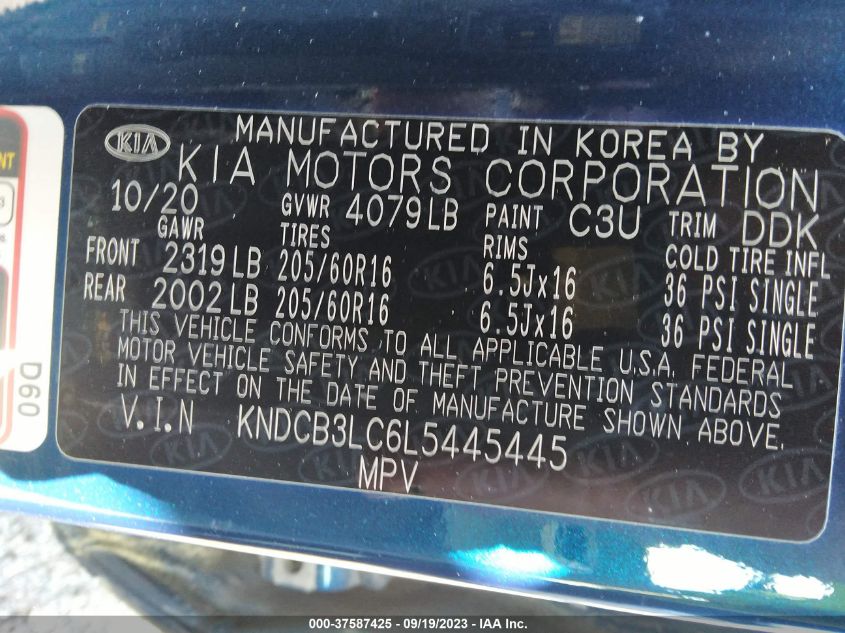 KIA
MANUFACTURED IN KOREA BY
KIA MOTORS CORPORATION
10/20 GVWR 4079LB PAINT C3U TRIM DDK
GAWR TIRES RIMS COLD TIRE INFL
FRONT 2319LB 205/60R16 6.5Jx16 36 PSI SINGLE
REAR 2002LB 205/60R16 6.5Jx16 36 PSI SINGLE
THIS VEHICLE CONFORMS TO ALL APPLICABLE U.S.A. FEDERAL
MOTOR VEHICLE SAFETY AND THEFT PREVENTION STANDARDS
IN EFFECT ON THE DATE OF MANUFACTURE SHOWN ABOVE.
V.I.N KNDCB3LC6L5445445
MPV
D60
000-37587425 - 09/19/2023 - IAA Inc.